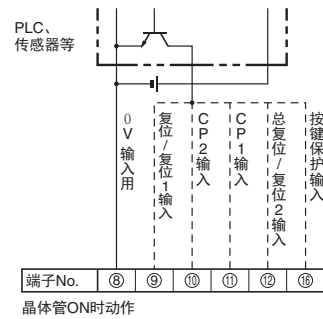 PLC、
传感器等
0V 输入用
复位/复位1输入
CP2输入
CP1输入
总复位/复位2输入
按键保护输入
端子No. ⑧ ⑨ ⑩ ⑪ ⑫ ⑯
晶体管ON时动作